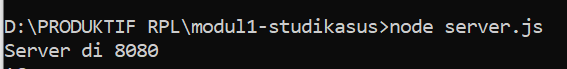 D:\PRODUKTIF RPL\modul1-studikasus>node server.js
Server di 8080